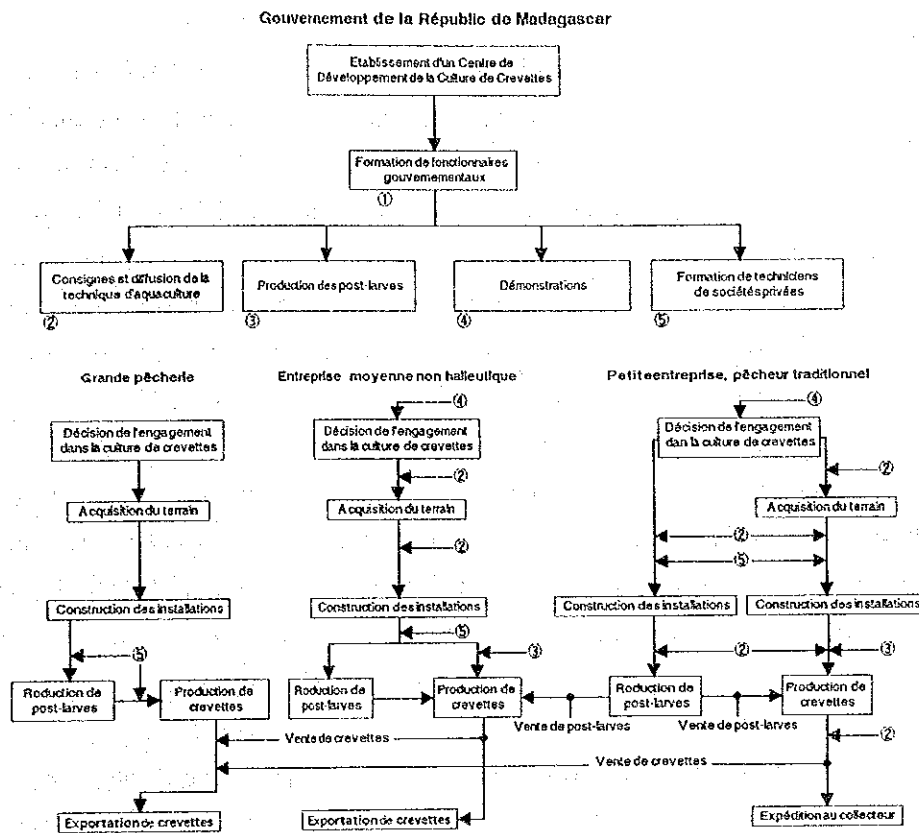 Gouvernement de la Républic de Madagascar
Etablissement d'un Centre de
Développement de la Culture de Crevettes
Formation de fonctionnaires
gouvernementaux
①
Consignes et diffusion de la
technique d'aquaculture
②
Production des post-larves
③
Démonstrations
④
Formation de techniciens
de sociétés privées
⑤
Grande pêcherie
Décision de l'engagement
dans la culture de crevettes
Acquisition du terrain
Construction des installations
⑤
Roduction de
post-larves
Production de
crevettes
Exportation de crevettes
Entreprise moyenne non halieutique
④
Décision de l'engagement
dans la culture de crevettes
②
Acquisition du terrain
②
Construction des installations
⑤
③
Roduction de
post-larves
Production de
crevettes
Vente de crevettes
Exportation de crevettes
Petite entreprise, pêcheur traditionnel
④
Décision de l'engagement
dan la culture de crevettes
②
Acquisition du terrain
②
⑤
Construction des installations
Construction des installations
②
③
Roduction de
post-larves
Production de
crevettes
Vente de post-larves
Vente de post-larves
②
Vente de crevettes
Expédition au collecteur